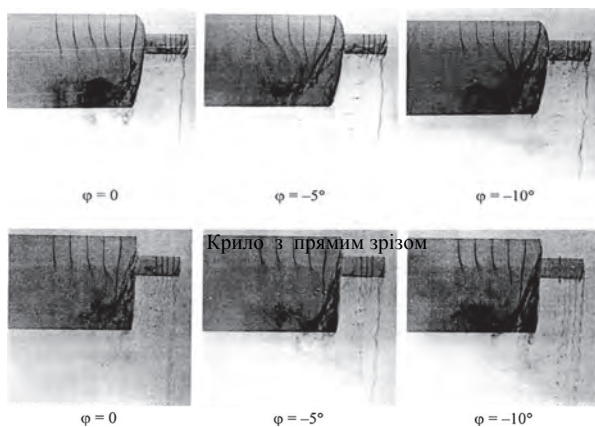 φ = 0
φ = –5°
φ = –10°
Крило з прямим зрізом
φ = 0
φ = –5°
φ = –10°